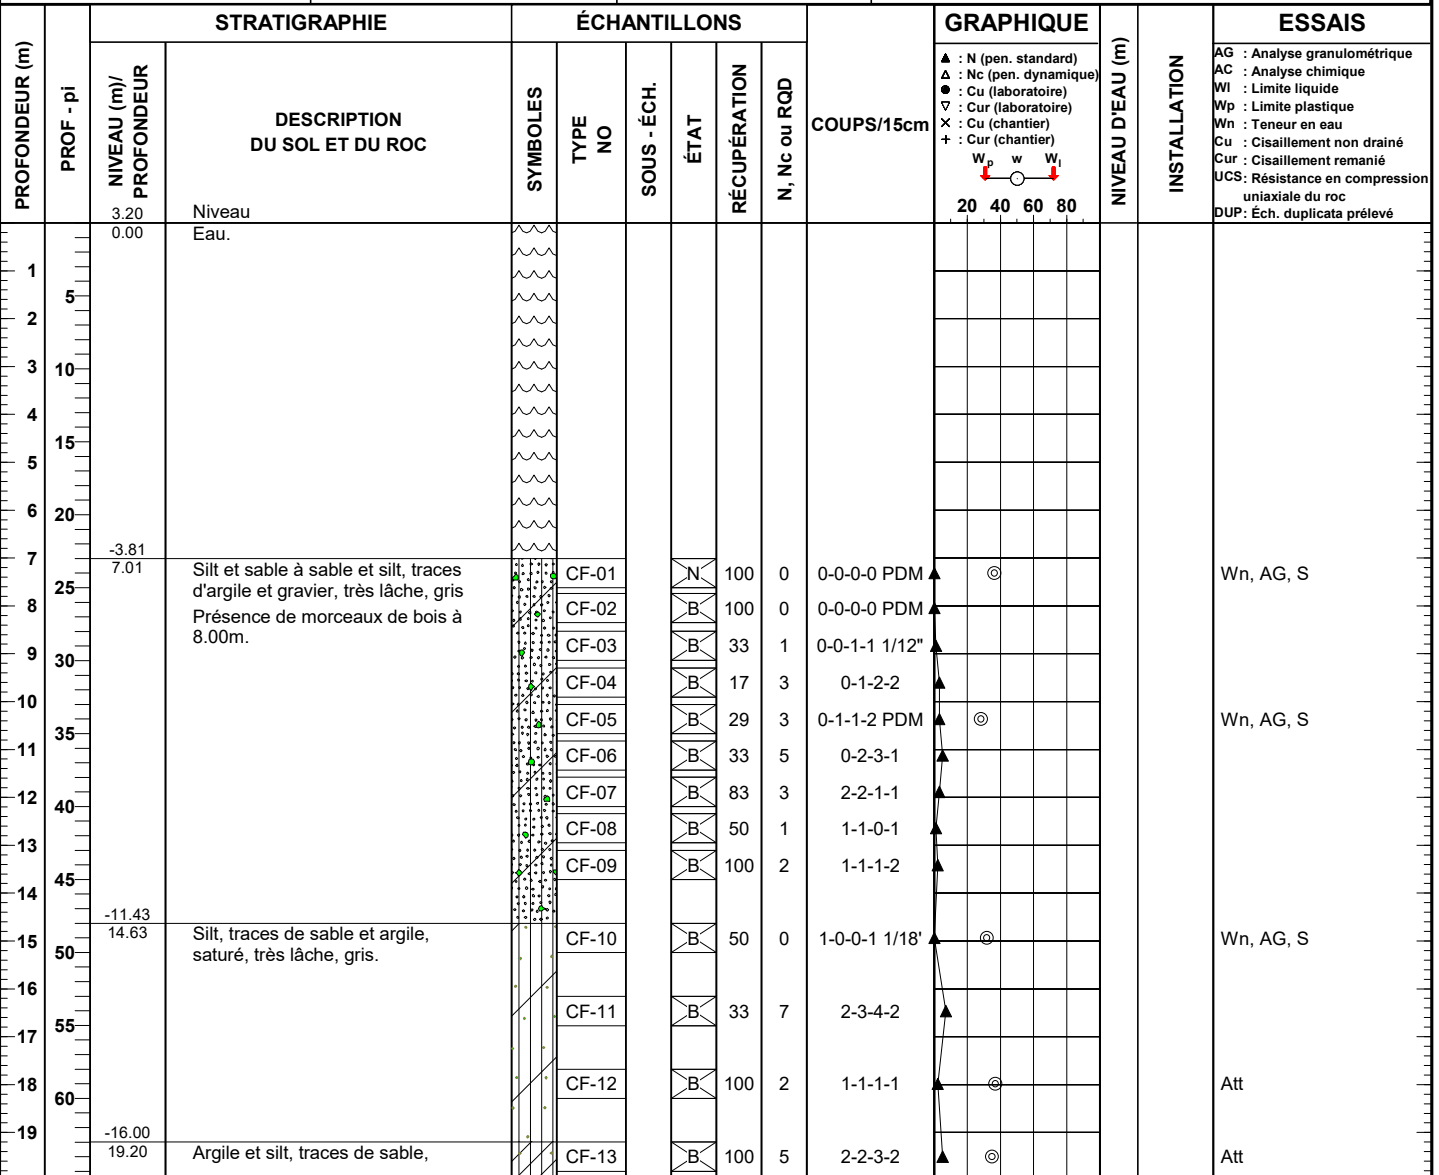 STRATIGRAPHIE
ÉCHANTILLONS
GRAPHIQUE
ESSAIS
PROFONDEUR (m)
PROF - pi
NIVEAU (m)/
PROFONDEUR
DESCRIPTION
DU SOL ET DU ROC
SYMBOLES
TYPE
NO
SOUS - ÉCH.
ÉTAT
RÉCUPÉRATION
N, Nc ou RQD
COUPS/15cm
: N (pen. standard)
: Nc (pen. dynamique)
: Cu (laboratoire)
: Cur (laboratoire)
: Cu (chantier)
: Cur (chantier)
Wp w Wl
20 40 60 80
NIVEAU D'EAU (m)
INSTALLATION
AG : Analyse granulométrique
AC : Analyse chimique
Wl : Limite liquide
Wp : Limite plastique
Wn : Teneur en eau
Cu : Cisaillement non drainé
Cur : Cisaillement remanié
UCS: Résistance en compression
uniaxiale du roc
DUP: Éch. duplicata prélevé
3.20 Niveau
0.00 Eau.
1
5
2
3
10
4
15
5
6
20
-3.81
7
7.01 Silt et sable à sable et silt, traces
d'argile et gravier, très lâche, gris
CF-01 N 100 0 0-0-0-0 PDM Wn, AG, S
25
8
Présence de morceaux de bois à
8.00m.
CF-02 B 100 0 0-0-0-0 PDM
CF-03 B 33 1 0-0-1-1 1/12"
9
30
CF-04 B 17 3 0-1-2-2
10
CF-05 B 29 3 0-1-1-2 PDM Wn, AG, S
35
11
CF-06 B 33 5 0-2-3-1
CF-07 B 83 3 2-2-1-1
12
40
CF-08 B 50 1 1-1-0-1
13
CF-09 B 100 2 1-1-1-2
45
14
-11.43
14.63 Silt, traces de sable et argile,
saturé, très lâche, gris.
CF-10 B 50 0 1-0-0-1 1/18' Wn, AG, S
15
50
16
CF-11 B 33 7 2-3-4-2
55
17
CF-12 B 100 2 1-1-1-1 Att
18
60
19
-16.00
19.20 Argile et silt, traces de sable,
CF-13 B 100 5 2-2-3-2 Att